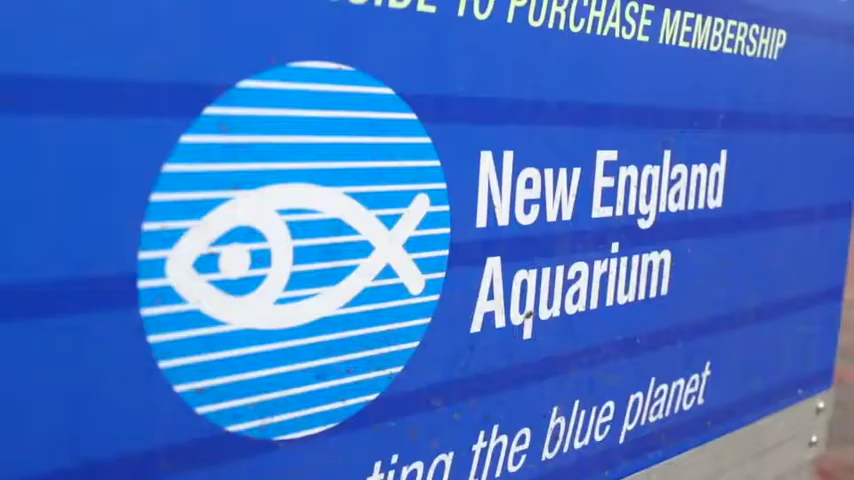 TO PURCHASE MEMBERSHIP
New England
Aquarium
the blue planet